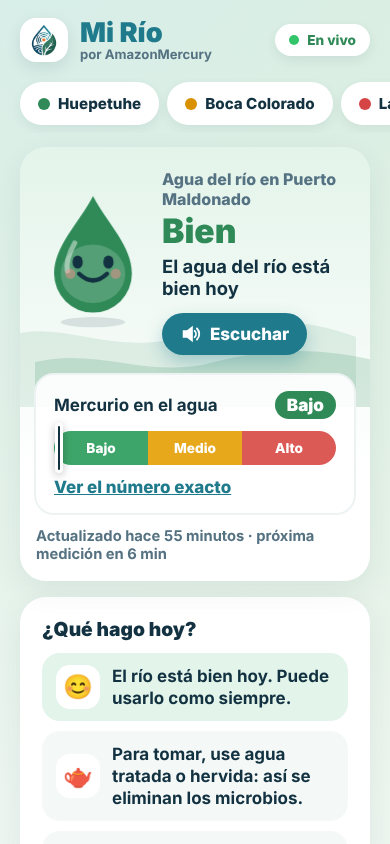 Mi Río
por AmazonMercury
En vivo
Huepetuhe
Boca Colorado
Agua del río en Puerto
Maldonado
Bien
El agua del río está
bien hoy
Escuchar
Mercurio en el agua
Bajo
Bajo
Medio
Alto
Ver el número exacto
Actualizado hace 55 minutos · próxima
medición en 6 min
¿Qué hago hoy?
El río está bien hoy. Puede
usarlo como siempre.
Para tomar, use agua
tratada o hervida: así se
eliminan los microbios.